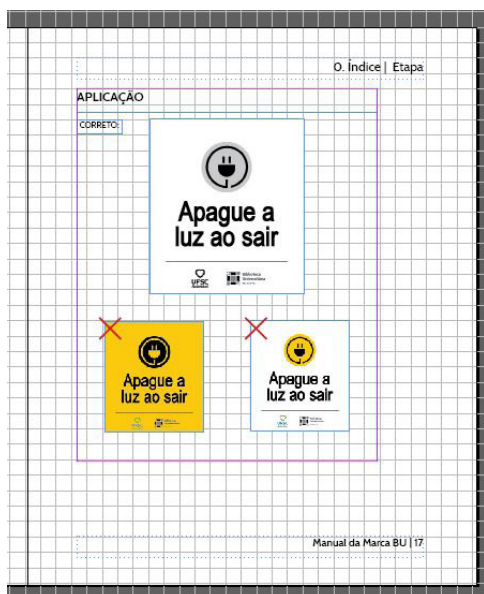 0. Índice | Etapa
APLICAÇÃO
CORRETO:
Apague a
luz ao sair
UFSC
Biblioteca
Universitária
Apague a
luz ao sair
Apague a
luz ao sair
Manual da Marca BU | 17